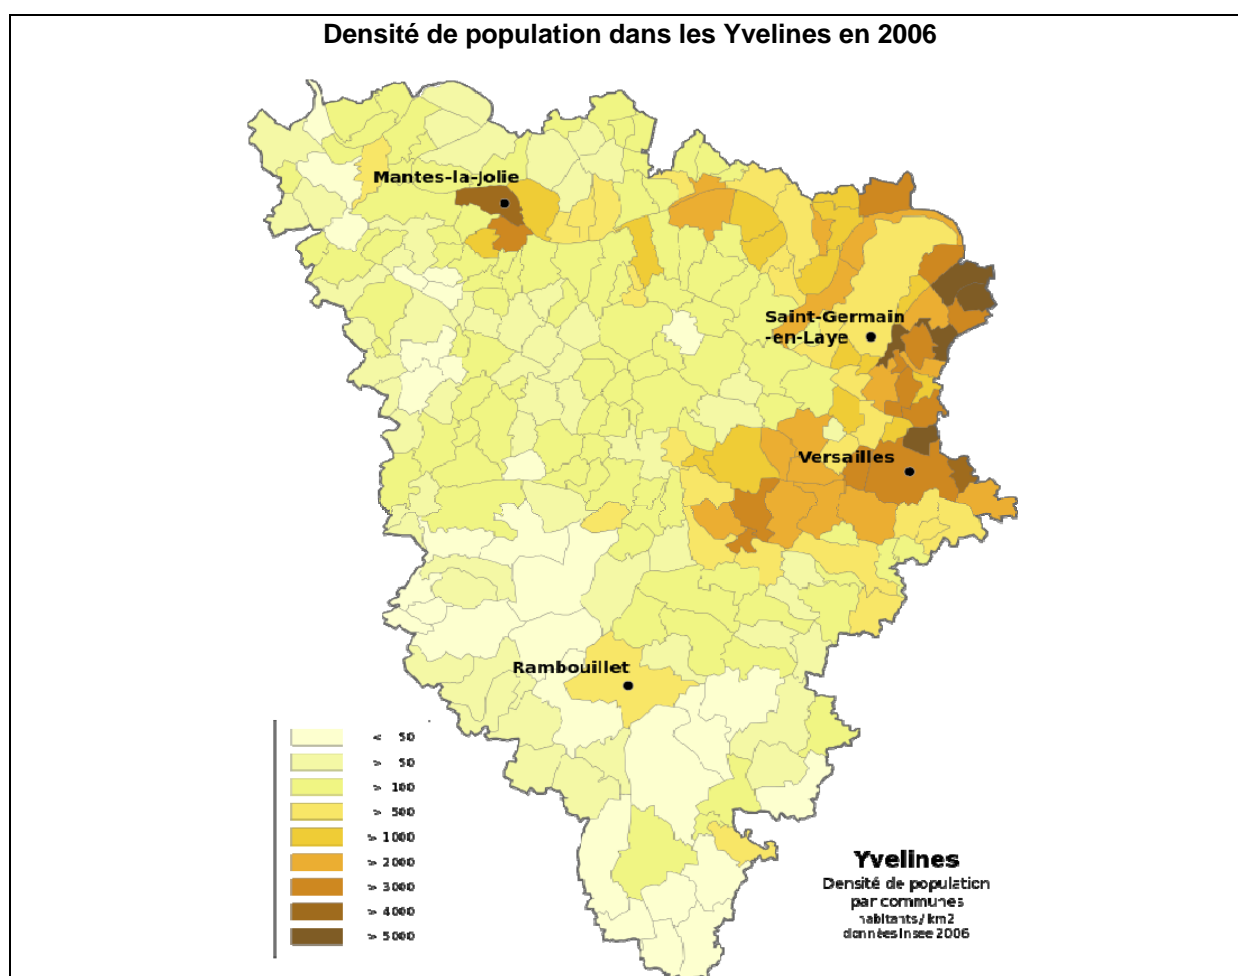 Densité de population dans les Yvelines en 2006
Mantes-la-Jolie
Saint-Germain
-en-Laye
Versailles
Rambouillet
< 50
> 50
> 100
> 500
> 1000
> 2000
> 3000
> 4000
> 5000
Yvelines
Densité de population
par communes
habitants / km2
données Insee 2006